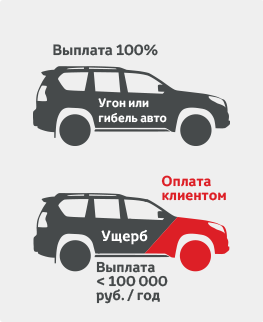 Выплата 100%
Угон или
гибель авто
Оплата
клиентом
Ущерб
Выплата
< 100 000
руб. / год